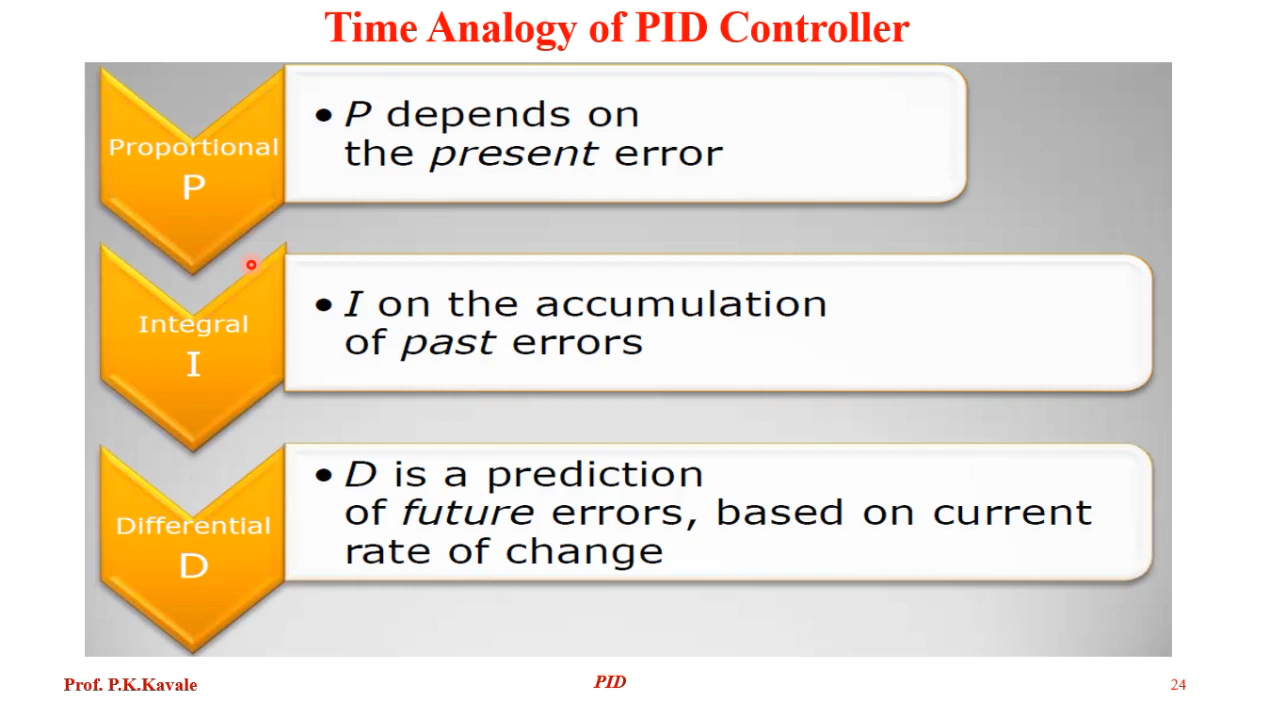 Time Analogy of PID Controller
Proportional
P
• P depends on
the present error
Integral
I
• I on the accumulation
of past errors
Differential
D
• D is a prediction
of future errors, based on current
rate of change
Prof. P.K.Kavale
PID
24